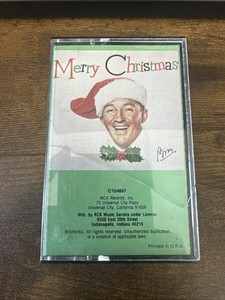 Merry Christmas
Bing
C104697
MCA Records, Inc.
70 Universal City Plaza
Universal City, California 91608
Mfd. by RCA Music Service under License
6550 East 30th Street
Indianapolis, Indiana 46219
WARNING: All rights reserved. Unauthorized duplication
is a violation of applicable laws.
Printed in U.S.A.